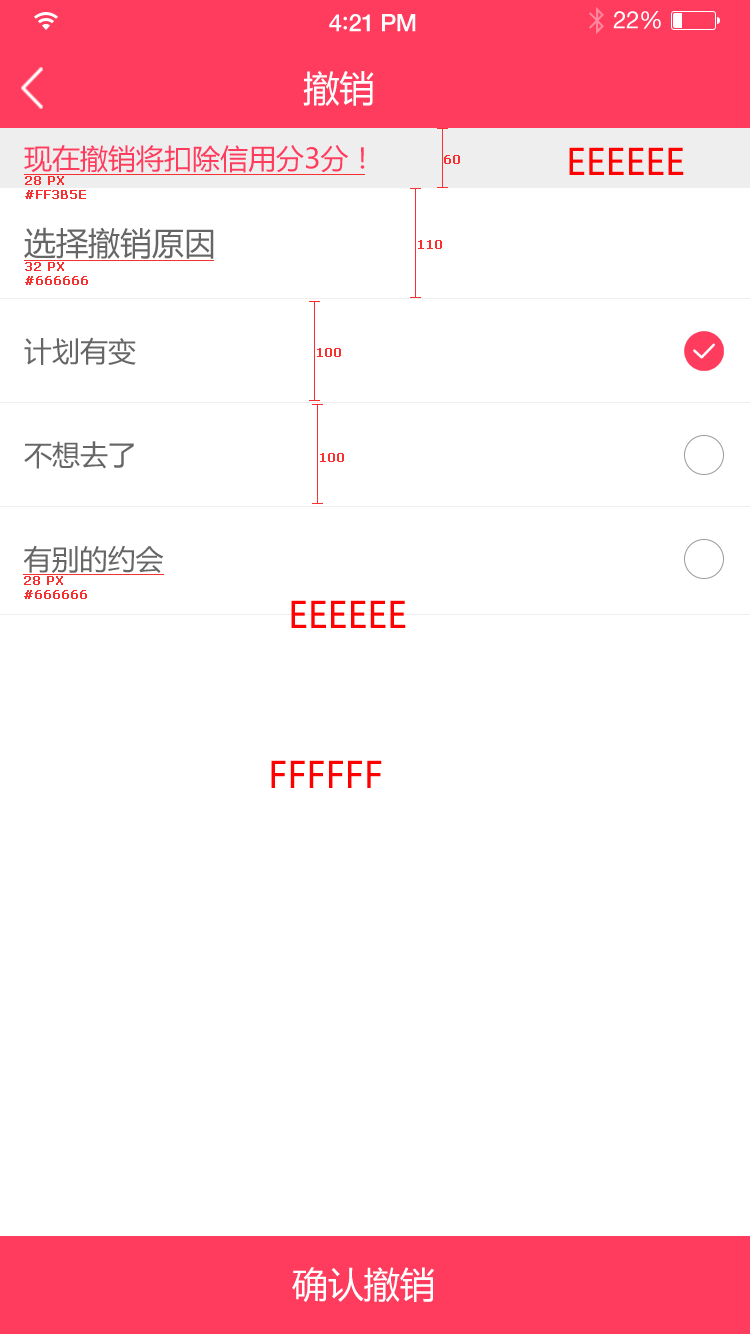 4:21 PM
22%
撤销
现在撤销将扣除信用分3分！
28 PX
#FF3B5E
60
EEEEEE
选择撤销原因
32 PX
#666666
110
计划有变
100
不想去了
100
有别的约会
28 PX
#666666
EEEEEE
FFFFFF
确认撤销